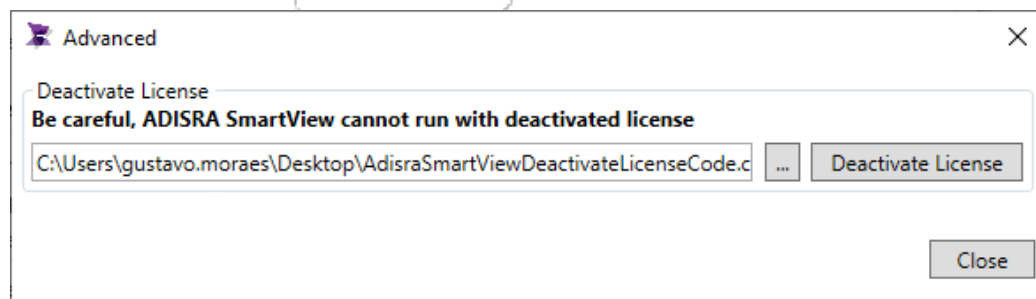 Advanced
Deactivate License
Be careful, ADISRA SmartView cannot run with deactivated license
C:\Users\gustavo.moraes\Desktop\AdisraSmartViewDeactivateLicenseCode.c ... Deactivate License
Close